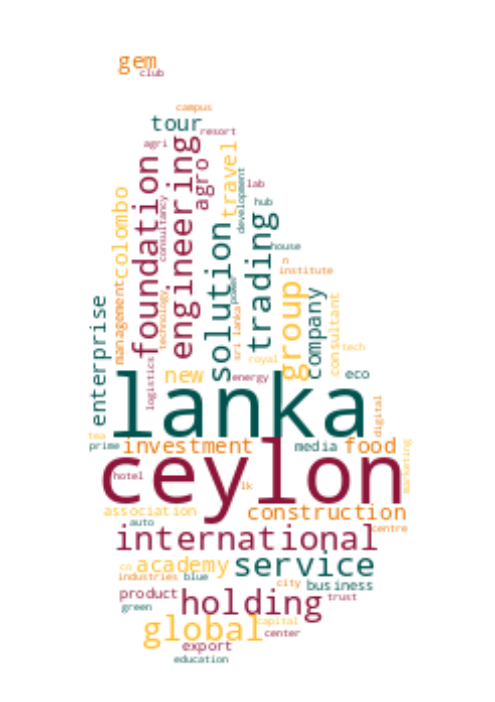 gem
club
campus
tour
resort
agri
foundation
engineering
agro
travel
lab
development
hub
colombo
consultancy
solution
trading
house
n
institute
management
technology
sri lanka
power
group
company
consultant
enterprise
tech
royal
logistics
new
energy
eco
lanka
digital
tea
prime
investment
media
food
marketing
ceylon
hotel
lk
association
construction
auto
centre
international
co
academy
service
industries
blue
city
business
product
green
holding
trust
global
capital
center
export
education